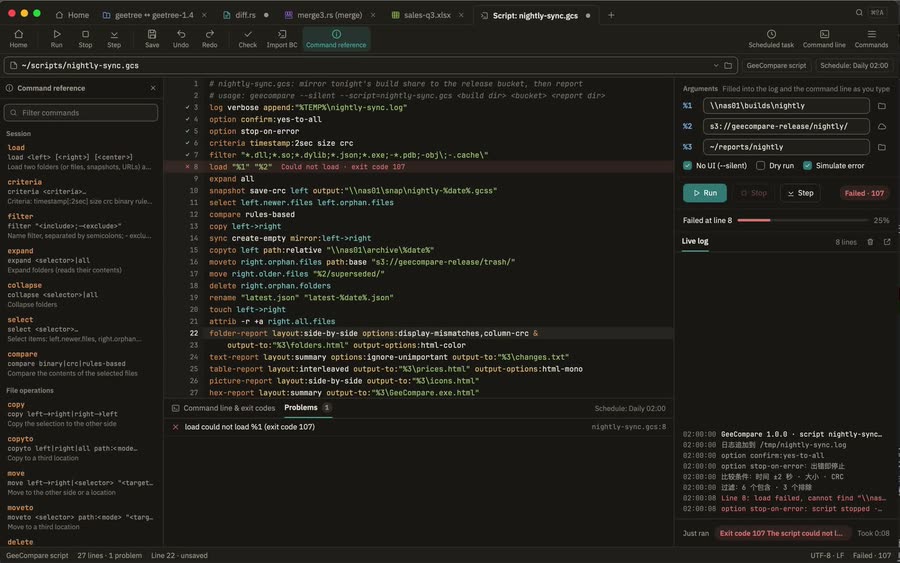 Home
geetree ↔ geetree-1.4 ×
diff.rs
merge3.rs (merge) ×
sales-q3.xlsx ×
Script: nightly-sync.gcs
Home
Run
Stop
Step
Save
Undo
Redo
Check
Import BC
Command reference
Scheduled task
Command line
Commands
~/scripts/nightly-sync.gcs
GeeCompare script
Schedule: Daily 02:00
Command reference ×
Filter commands
Session
load
load <left> [<right>] [<center>]
Load two folders (or files, snapshots, URLs) a…
criteria
criteria <criteria>…
Criteria: timestamp[:2sec] size crc binary rule…
filter
filter "<include>;-<exclude>"
Name filter, separated by semicolons; - exclu…
expand
expand <selector>|all
Expand folders (reads their contents)
collapse
collapse <selector>|all
Collapse folders
select
select <selector>…
Select items: left.newer.files, right.orphan…
compare
compare binary|crc|rules-based
Compare the contents of the selected files
File operations
copy
copy left→right|right→left
Copy the selection to the other side
copyto
copyto left|right|all path:<mode…
Copy to a third location
move
move left→right|<selector> "<target…
Move to the other side or a location
moveto
moveto <selector> path:<mode> "<targ…
Move to a third location
delete
1 # nightly-sync.gcs: mirror tonight's build share to the release bucket, then report
2 # usage: geecompare --silent --script=nightly-sync.gcs <build dir> <bucket> <report dir>
3 log verbose append:"%TEMP%\nightly-sync.log"
4 option confirm:yes-to-all
5 option stop-on-error
6 criteria timestamp:2sec size crc
7 filter "*.dll;*.so;*.dylib;*.json;*.exe;-*.pdb;-obj\;-.cache\"
8 load "%1" "%2" Could not load · exit code 107
9 expand all
10 snapshot save-crc left output:"\\nas01\snap\nightly-%date%.gcss"
11 select left.newer.files left.orphan.files
12 compare rules-based
13 copy left->right
14 sync create-empty mirror:left->right
15 copyto left path:relative "\\nas01\archive\%date%"
16 moveto right.orphan.files path:base "s3://geecompare-release/trash/"
17 move right.older.files "%2/superseded/"
18 delete right.orphan.folders
19 rename "latest.json" "latest-%date%.json"
20 touch left->right
21 attrib -r +a right.all.files
22 folder-report layout:side-by-side options:display-mismatches,column-crc &
23 output-to:"%3\folders.html" output-options:html-color
24 text-report layout:summary options:ignore-unimportant output-to:"%3\changes.txt"
25 table-report layout:interleaved output-to:"%3\prices.html" output-options:html-mono
26 picture-report layout:side-by-side output-to:"%3\icons.html"
27 hex-report layout:summary output-to:"%3\GeeCompare.exe.html"
Command line & exit codes
Problems 1
Schedule: Daily 02:00
load could not load %1 (exit code 107)
nightly-sync.gcs:8
Arguments Filled into the log and the command line as you type
%1 \\nas01\builds\nightly
%2 s3://geecompare-release/nightly/
%3 ~/reports/nightly
No UI (--silent)
Dry run
Simulate error
Run
Stop
Step
Failed · 107
Failed at line 8
25%
Live log
8 lines
02:00:00 GeeCompare 1.0.0 · script nightly-sync…
02:00:00 日志追加到 /tmp/nightly-sync.log
02:00:00 option confirm:yes-to-all
02:00:00 option stop-on-error：出错即停止
02:00:00 比较条件：时间 ±2 秒 · 大小 · CRC
02:00:00 过滤：6 个包含 · 3 个排除
02:00:08 Line 8: load failed, cannot find "\\nas…
02:00:08 option stop-on-error: script stopped ·…
Just ran
Exit code 107 The script could not l…
Took 0:08
GeeCompare script
27 lines · 1 problem
Line 22 · unsaved
UTF-8 · LF
Failed · 107